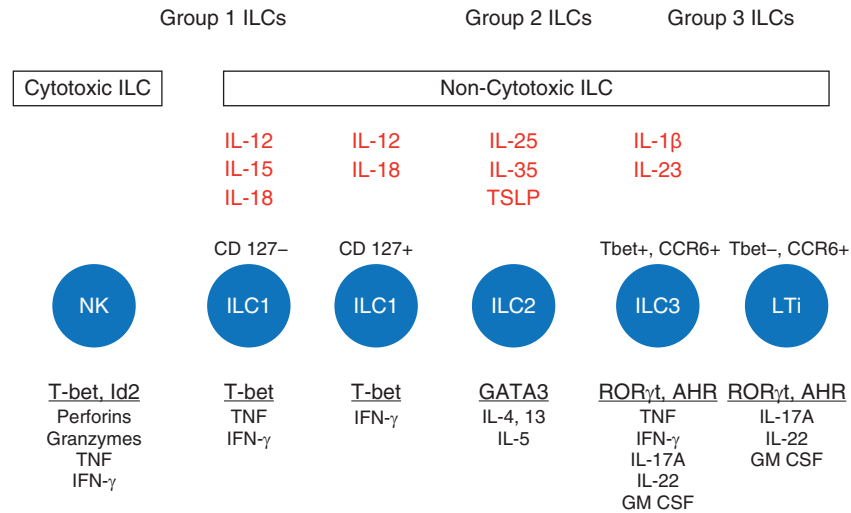 Group 1 ILCs Group 2 ILCs Group 3 ILCs
Cytotoxic ILC Non-Cytotoxic ILC
IL-12 IL-12 IL-25 IL-1β
IL-15 IL-18 IL-35 IL-23
IL-18 TSLP
CD 127– CD 127+ Tbet+, CCR6+ Tbet–, CCR6+
NK ILC1 ILC1 ILC2 ILC3 LTi
T-bet, Id2 T-bet T-bet GATA3 RORγt, AHR RORγt, AHR
Perforins TNF IFN-γ IL-4, 13 TNF IL-17A
Granzymes IFN-γ IL-5 IFN-γ IL-22
TNF IL-17A GM CSF
IFN-γ IL-22
GM CSF